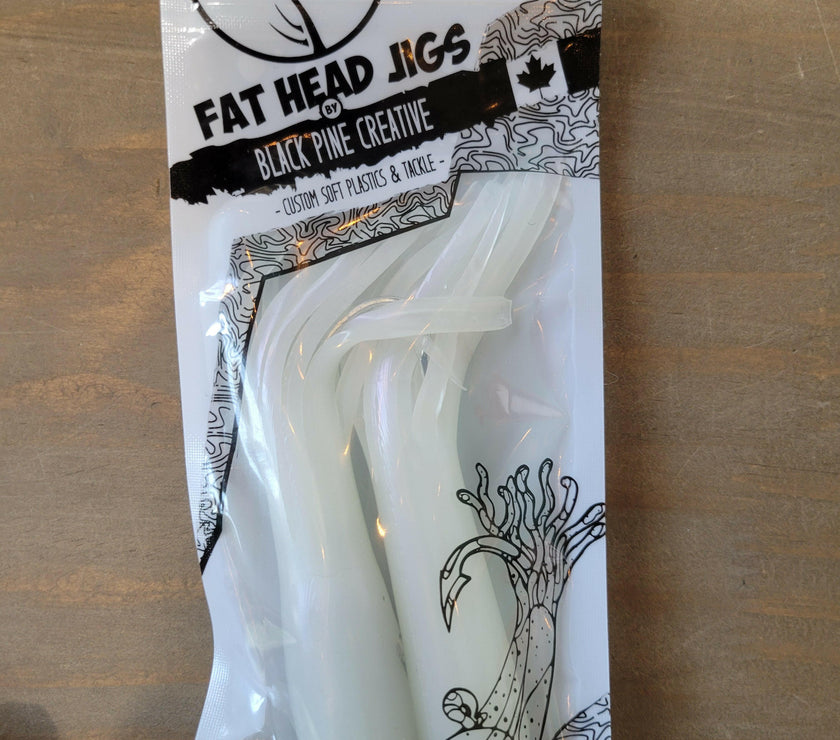 FAT HEAD JIGS
BY
BLACK PINE CREATIVE
- CUSTOM SOFT PLASTICS & TACKLE -